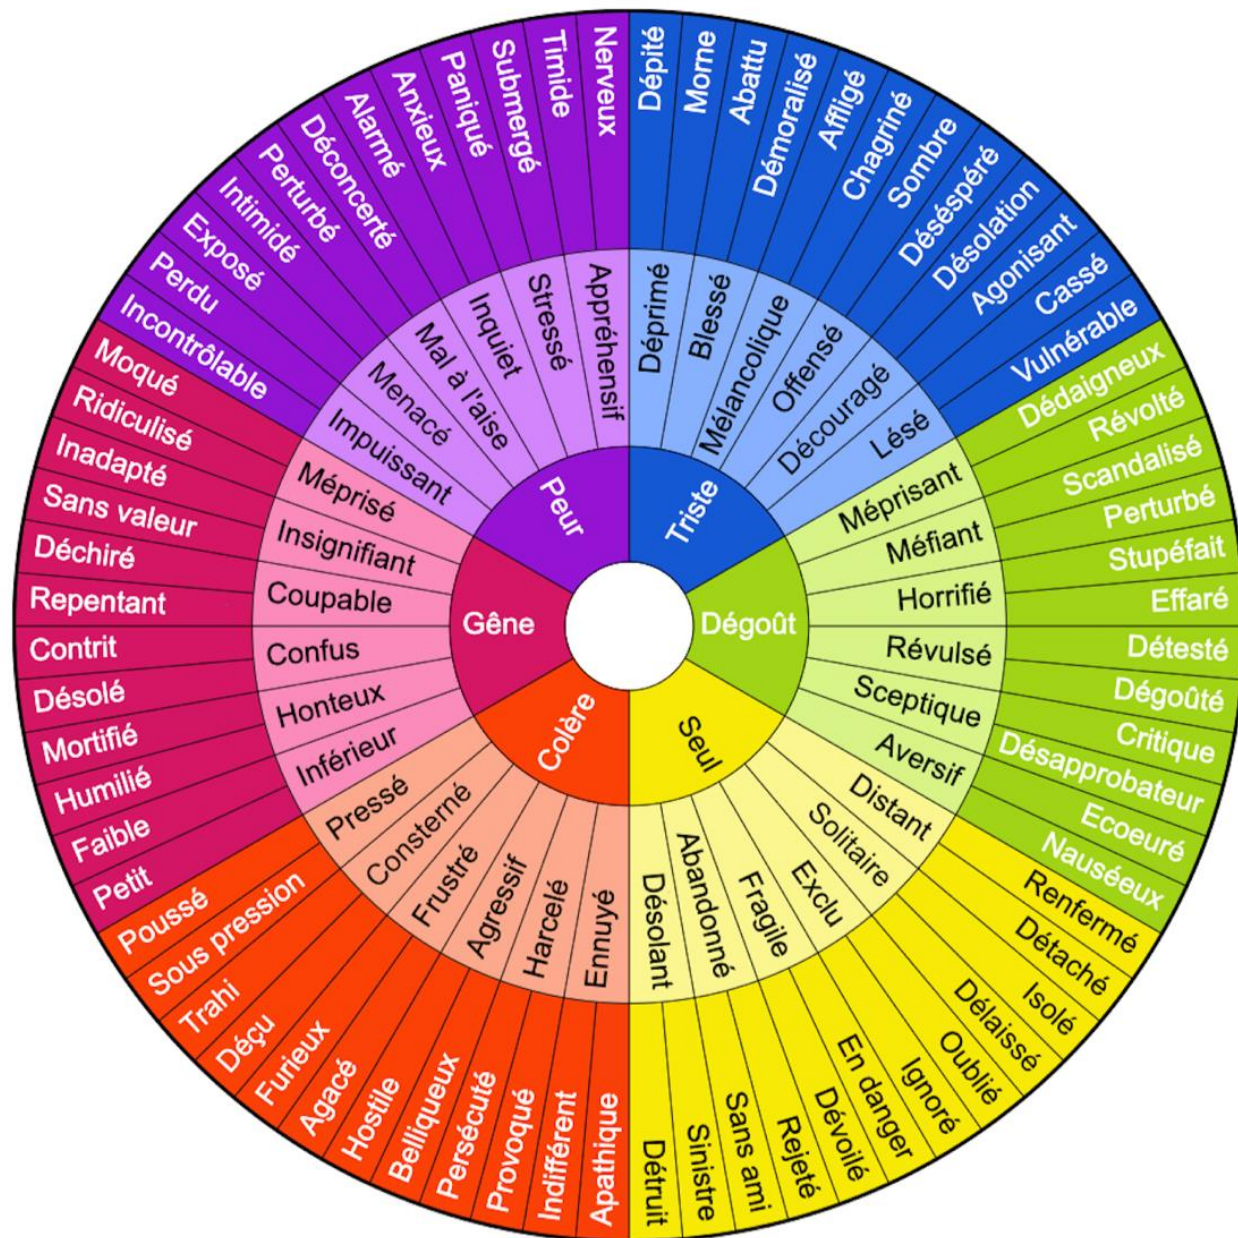 Peur
Triste
Dégoût
Seul
Colère
Gêne
Appréhensif
Stressé
Inquiet
Mal à l'aise
Menacé
Impuissant
Déprimé
Blessé
Mélancolique
Offensé
Découragé
Lésé
Méprisant
Méfiant
Horrifié
Révulsé
Sceptique
Aversif
Distant
Solitaire
Exclu
Fragile
Abandonné
Désolant
Ennuyé
Harcelé
Agressif
Frustré
Consterné
Pressé
Inférieur
Honteux
Confus
Coupable
Insignifiant
Méprisé
Dépité
Morne
Abattu
Démoralisé
Affligé
Chagriné
Sombre
Déséspéré
Désolation
Agonisant
Cassé
Vulnérable
Dédaigneux
Révolté
Scandalisé
Perturbé
Stupéfait
Effaré
Détesté
Dégoûté
Critique
Désapprobateur
Ecoeuré
Nauséeux
Renfermé
Détaché
Isolé
Délaissé
Oublié
Ignoré
En danger
Dévoilé
Rejeté
Sans ami
Sinistre
Détruit
Apathique
Indifférent
Provoqué
Persécuté
Belliqueux
Hostile
Agacé
Furieux
Déçu
Trahi
Sous pression
Poussé
Petit
Faible
Humilié
Mortifié
Désolé
Contrit
Repentant
Déchiré
Sans valeur
Inadapté
Ridiculisé
Moqué
Incontrôlable
Perdu
Exposé
Intimidé
Perturbé
Déconcerté
Alarmé
Anxieux
Paniqué
Submergé
Timide
Nerveux